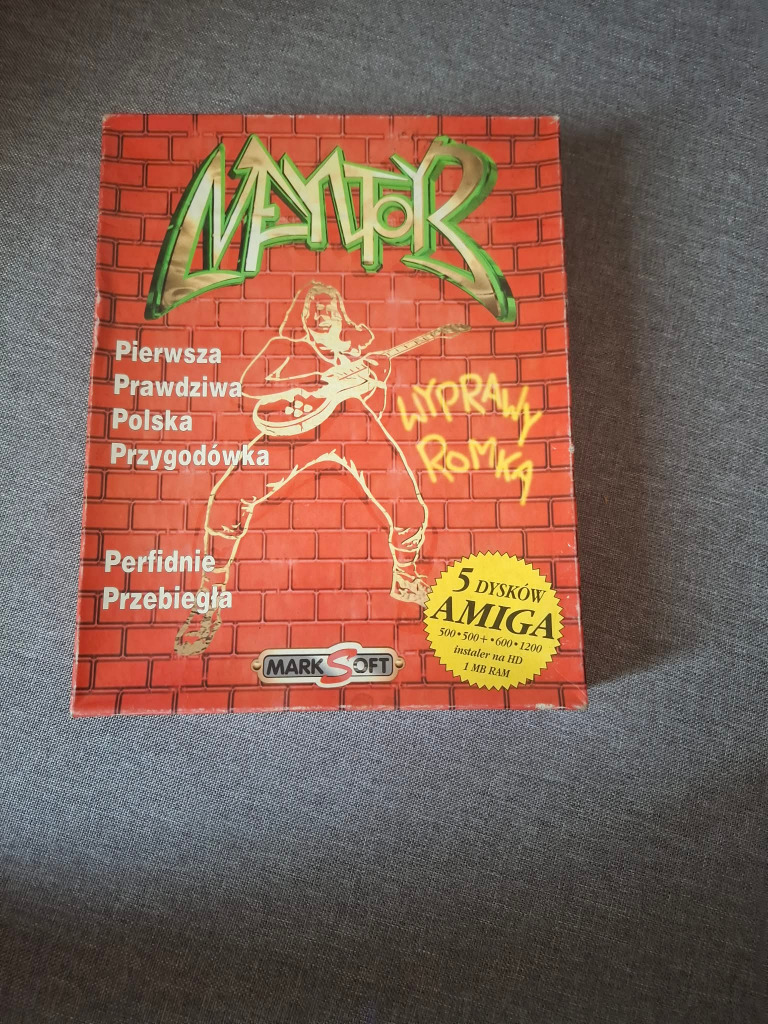 MENTOR
Pierwsza
Prawdziwa
Polska
Przygodówka
WYPRAWY
ROMKA
Perfidnie
Przebiegła
5 DYSKÓW
AMIGA
500•500+•600•1200
instaler na HD
1 MB RAM
MARKSOFT